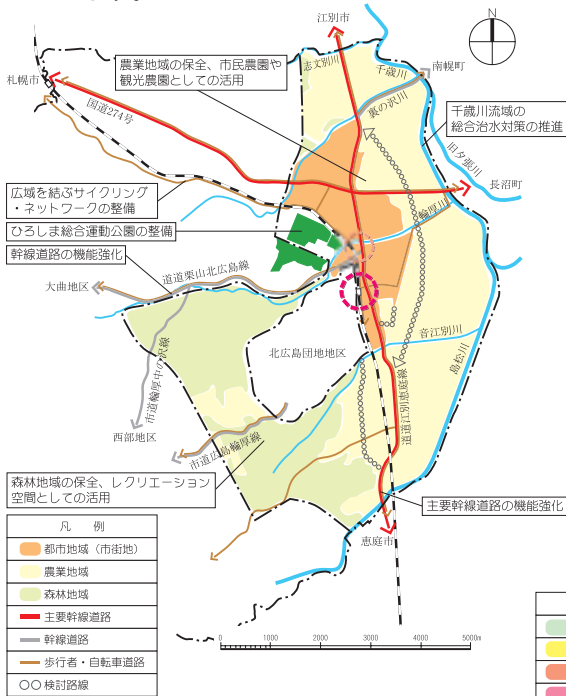 江別市
N
農業地域の保全、市民農園や
観光農園としての活用
志文別川
千歳川
南幌町
札幌市
国道274号
裏の沢川
千歳川流域の
総合治水対策の推進
旧夕張川
長沼町
広域を結ぶサイクリング
・ネットワークの整備
輪厚川
ひろしま総合運動公園の整備
幹線道路の機能強化
道道栗山北広島線
大曲地区
音江別川
島松川
北広島団地地区
市道輪厚中の沢線
道道江別恵庭線
西部地区
市道広島輪厚線
森林地域の保全、レクリエーション
空間としての活用
主要幹線道路の機能強化
恵庭市
凡 例
都市地域（市街地）
農業地域
森林地域
主要幹線道路
幹線道路
歩行者・自転車道路
検討路線
0 1000 2000 3000 4000 5000m